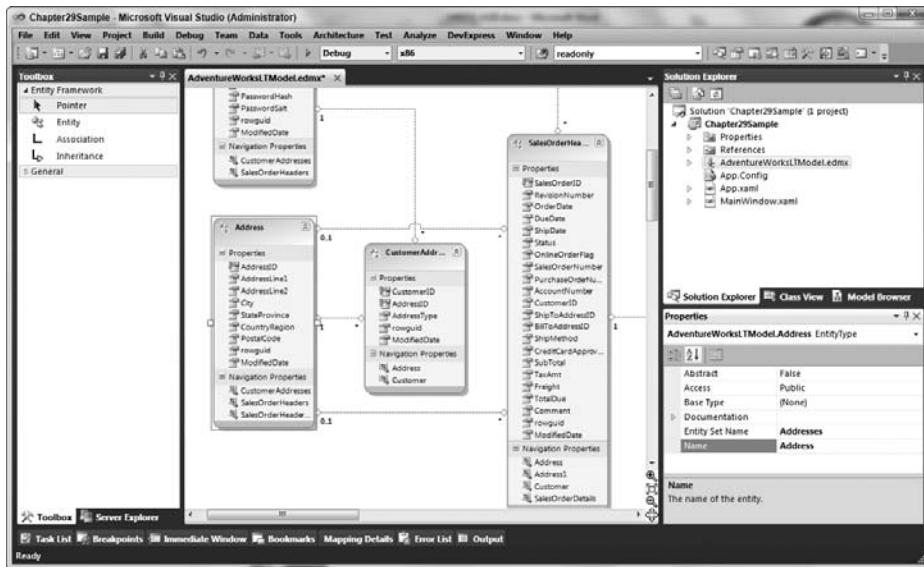 Chapter29Sample - Microsoft Visual Studio (Administrator)
File Edit View Project Build Debug Team Data Tools Architecture Test Analyze DevExpress Window Help
Debug x86 readonly
Toolbox
Entity Framework
Pointer
Entity
Association
Inheritance
General
Toolbox Server Explorer
AdventureWorksLTModel.edmx*
PasswordHash
PasswordSalt
rowguid
ModifiedDate
Navigation Properties
CustomerAddresses
SalesOrderHeaders
1
*
Address
Properties
AddressID
AddressLine1
AddressLine2
City
StateProvince
CountryRegion
PostalCode
rowguid
ModifiedDate
Navigation Properties
CustomerAddresses
SalesOrderHeaders
SalesOrderHeader...
0..1
*
1
*
0..1
*
CustomerAddr...
Properties
CustomerID
AddressID
AddressType
rowguid
ModifiedDate
Navigation Properties
Address
Customer
*
SalesOrderHea...
Properties
SalesOrderID
RevisionNumber
OrderDate
DueDate
ShipDate
Status
OnlineOrderFlag
SalesOrderNumber
PurchaseOrderNu...
AccountNumber
CustomerID
ShipToAddressID
BillToAddressID
ShipMethod
CreditCardApprov...
SubTotal
TaxAmt
Freight
TotalDue
Comment
rowguid
ModifiedDate
Navigation Properties
Address
Address1
Customer
SalesOrderDetails
1
Solution Explorer
Solution 'Chapter29Sample' (1 project)
Chapter29Sample
Properties
References
AdventureWorksLTModel.edmx
App.Config
App.xaml
MainWindow.xaml
Solution Explorer Class View Model Browser
Properties
AdventureWorksLTModel.Address EntityType
Abstract False
Access Public
Base Type (None)
Documentation
Entity Set Name Addresses
Name Address
Name
The name of the entity.
Task List Breakpoints Immediate Window Bookmarks Mapping Details Error List Output
Ready